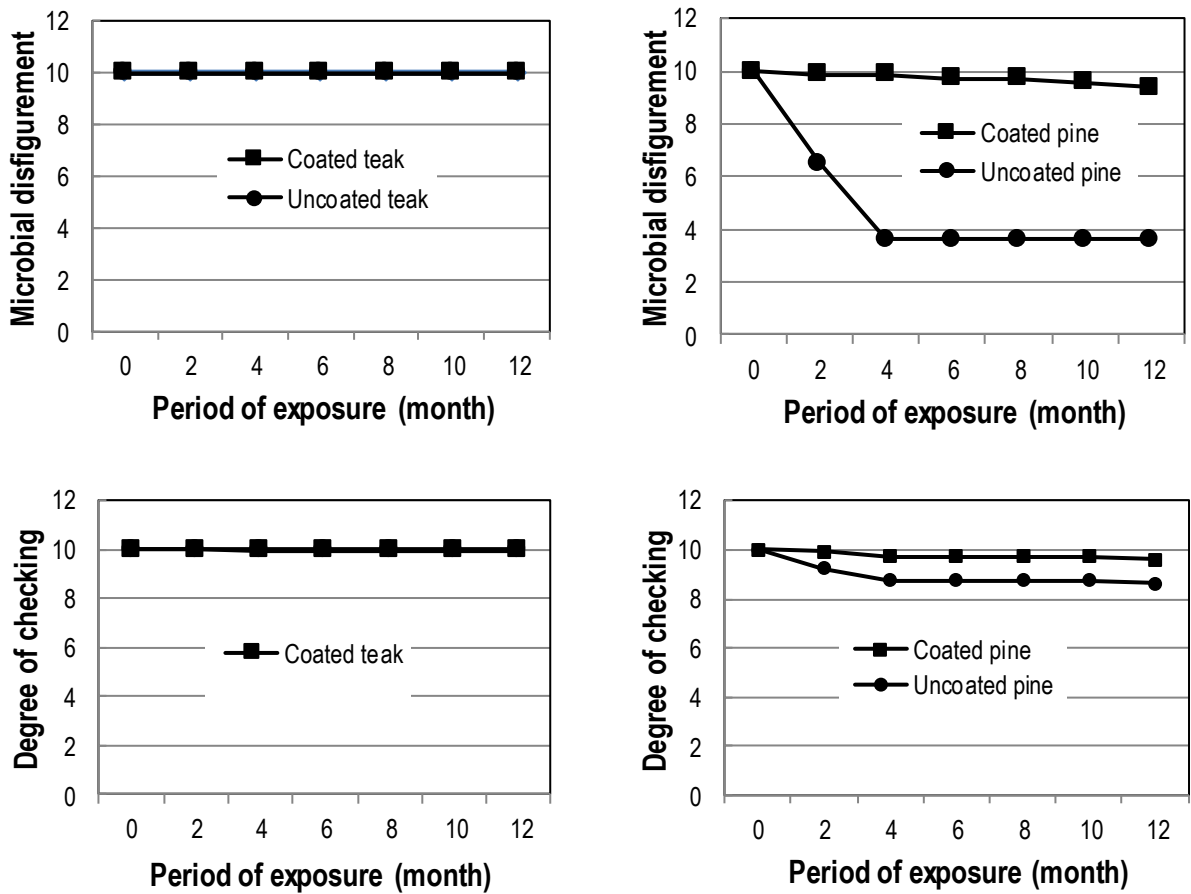 Microbial disfigurement
12
10
8
6
4
2
0
Coated teak
Uncoated teak
0 2 4 6 8 10 12
Period of exposure (month)
Microbial disfigurement
12
10
8
6
4
2
0
Coated pine
Uncoated pine
0 2 4 6 8 10 12
Period of exposure (month)
Degree of checking
12
10
8
6
4
2
0
Coated teak
0 2 4 6 8 10 12
Period of exposure (month)
Degree of checking
12
10
8
6
4
2
0
Coated pine
Uncoated pine
0 2 4 6 8 10 12
Period of exposure (month)